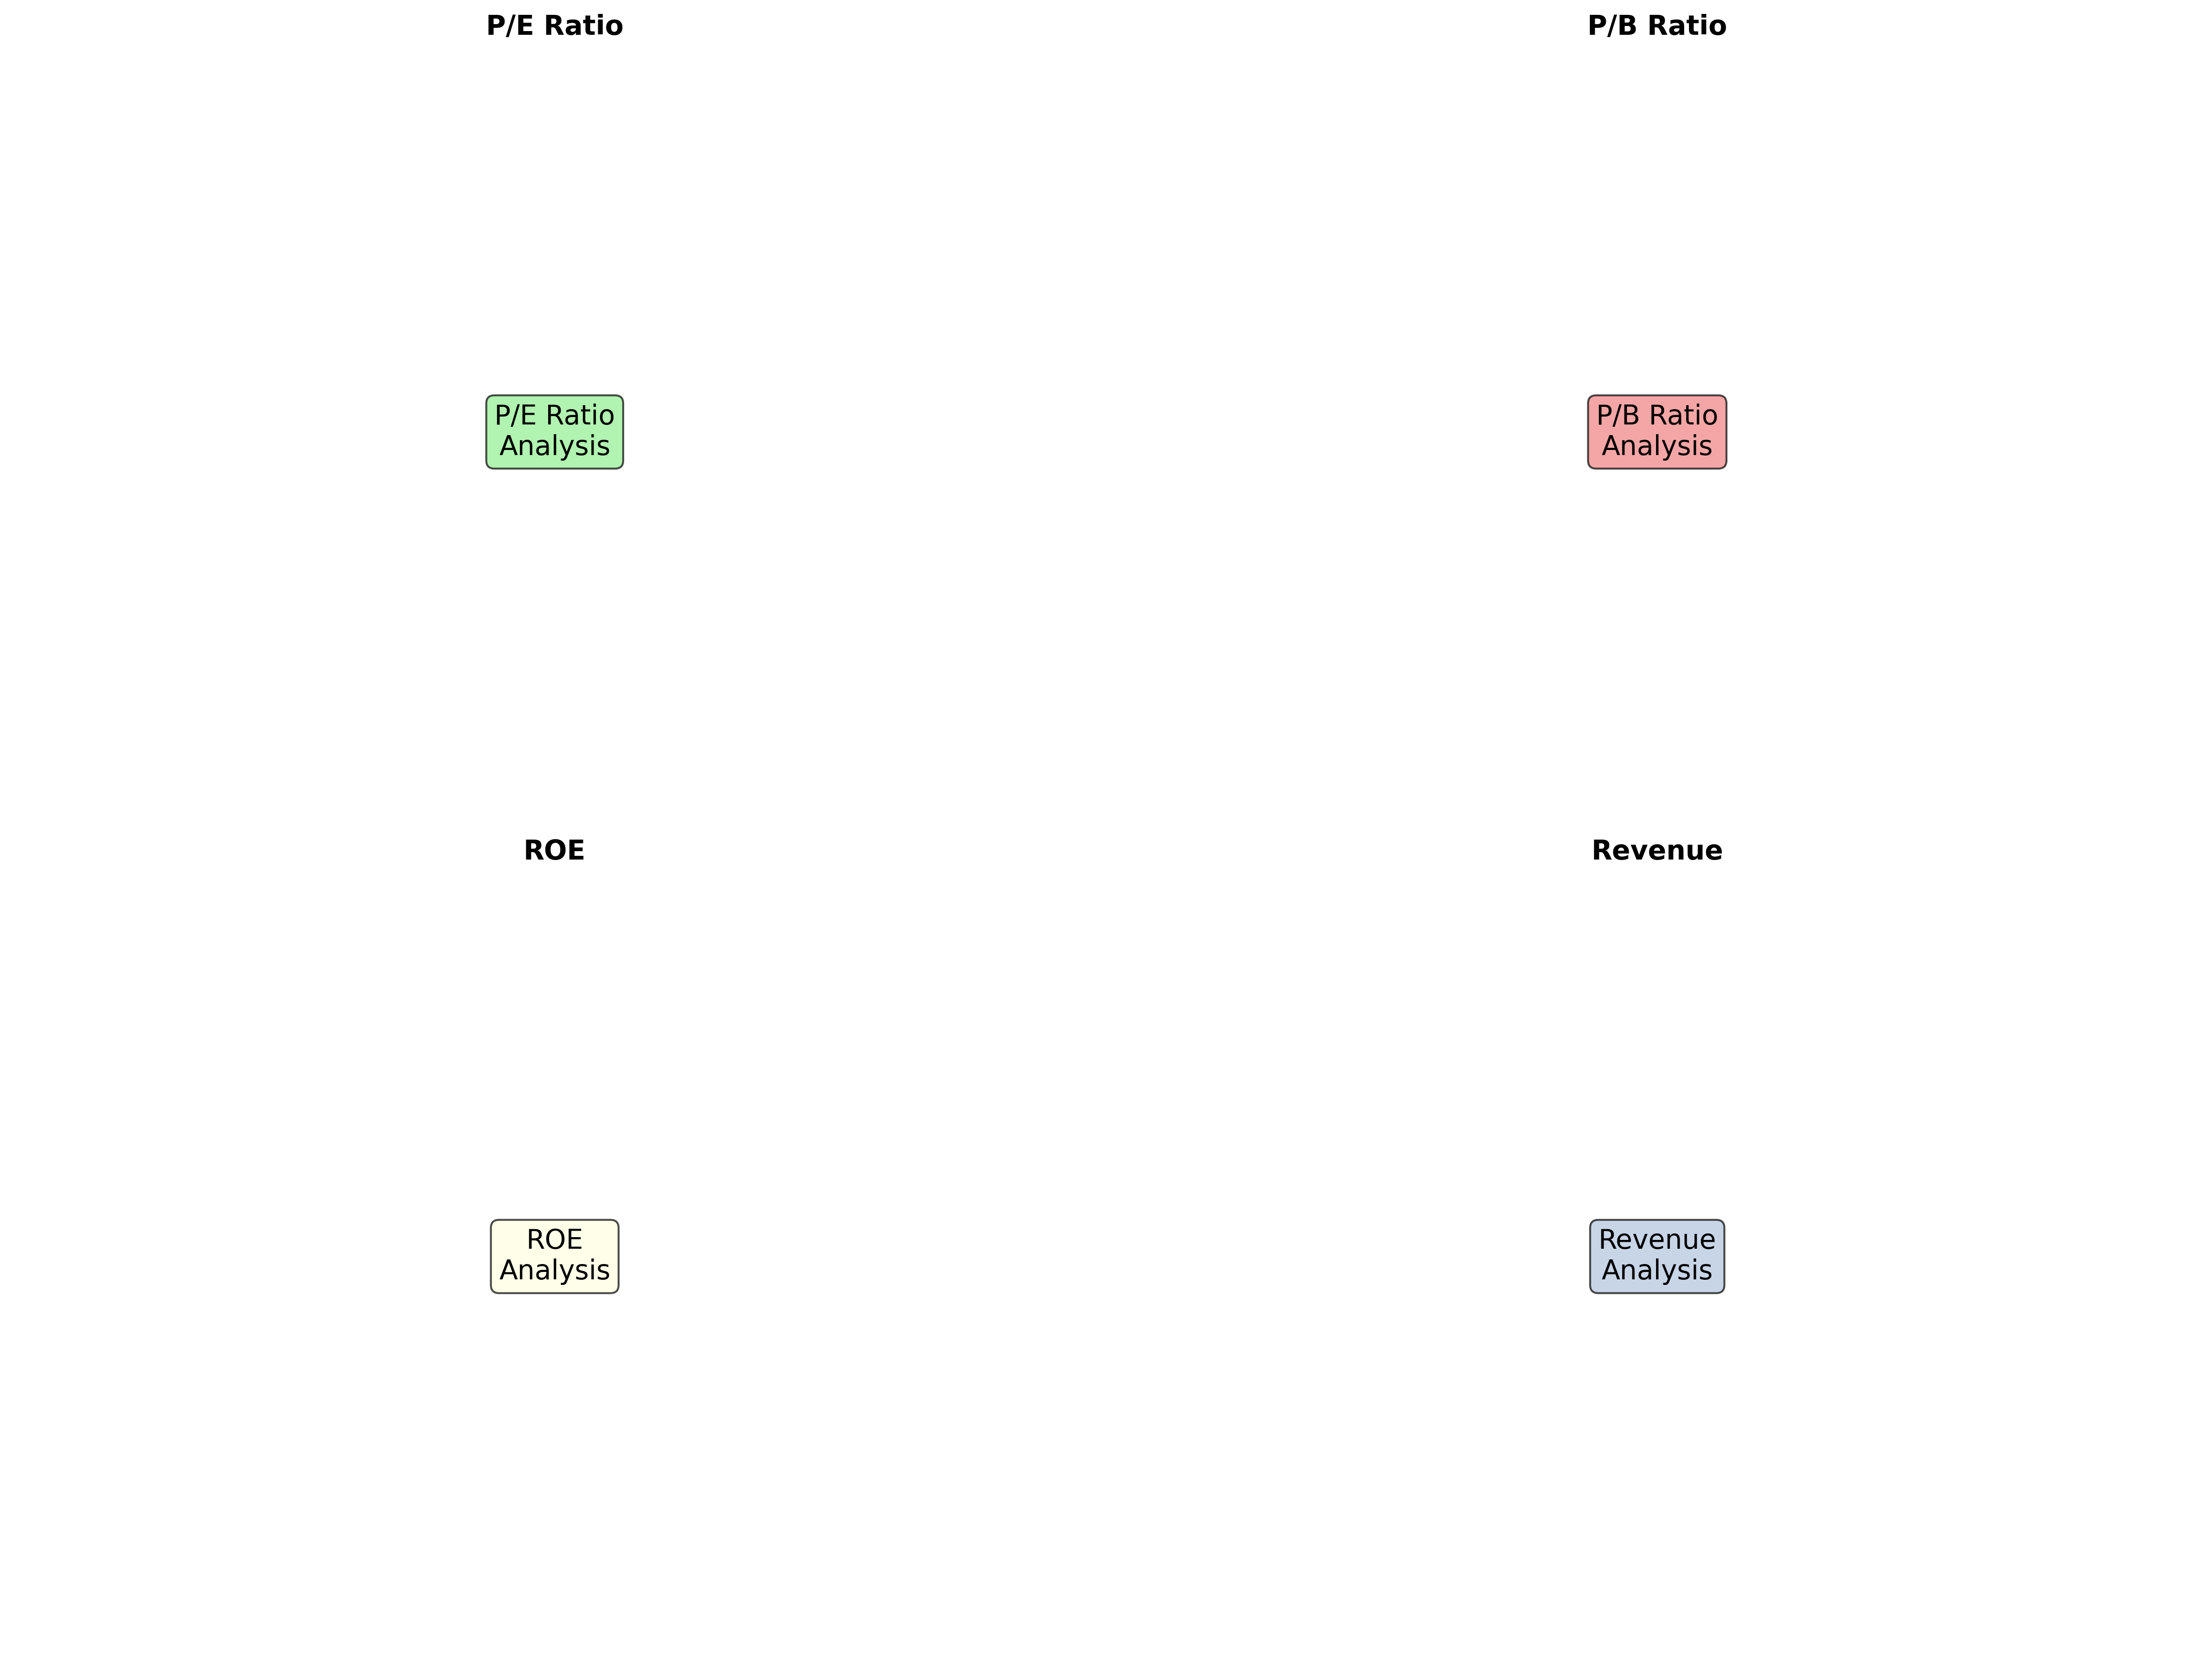 P/E Ratio
P/B Ratio
P/E Ratio
Analysis
P/B Ratio
Analysis
ROE
Revenue
ROE
Analysis
Revenue
Analysis